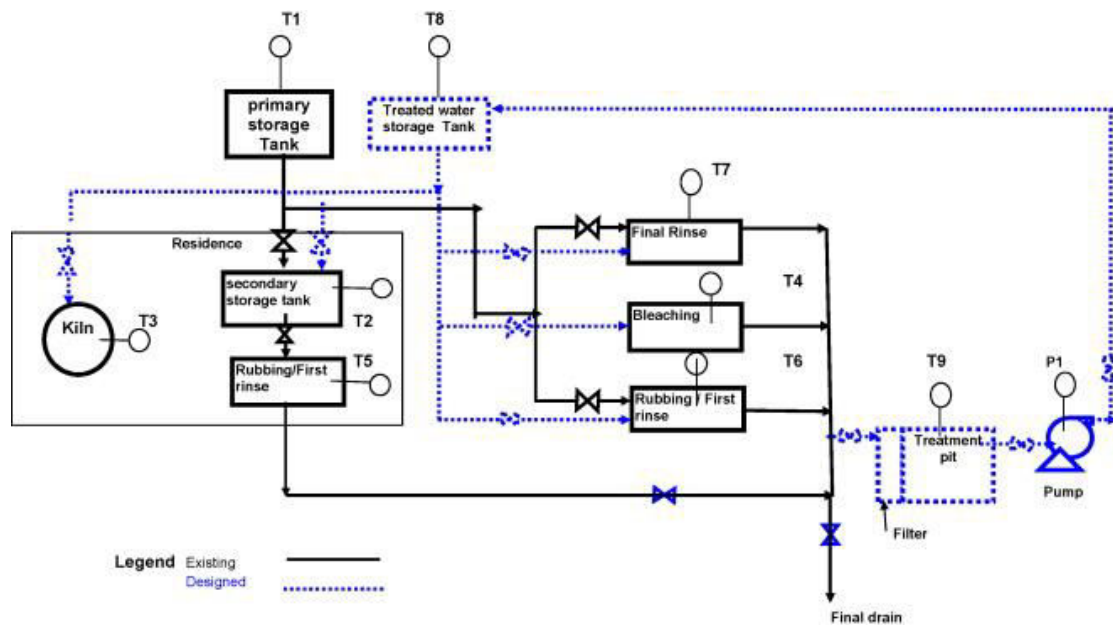 T1
T8
primary
storage
Tank
Treated water
storage Tank
T7
Residence
Final Rinse
secondary
storage tank
T4
Bleaching
Kiln
T3
T2
T5
Rubbing/First
rinse
T6
Rubbing / First
rinse
T9
P1
Treatment
pit
Pump
Filter
Legend Existing
Designed
Final drain